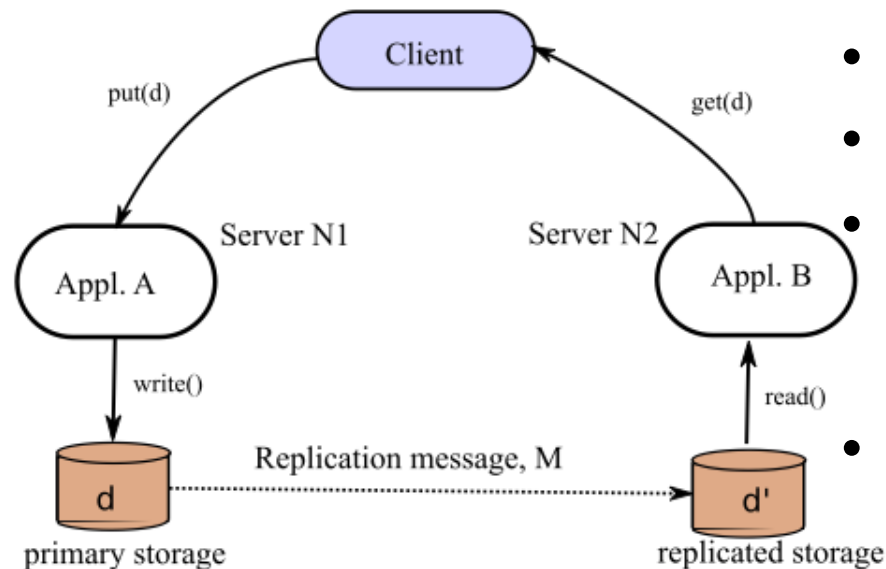 Client
put(d)
get(d)
Server N1
Server N2
Appl. A
Appl. B
write()
read()
Replication message, M
d
d'
primary storage
replicated storage